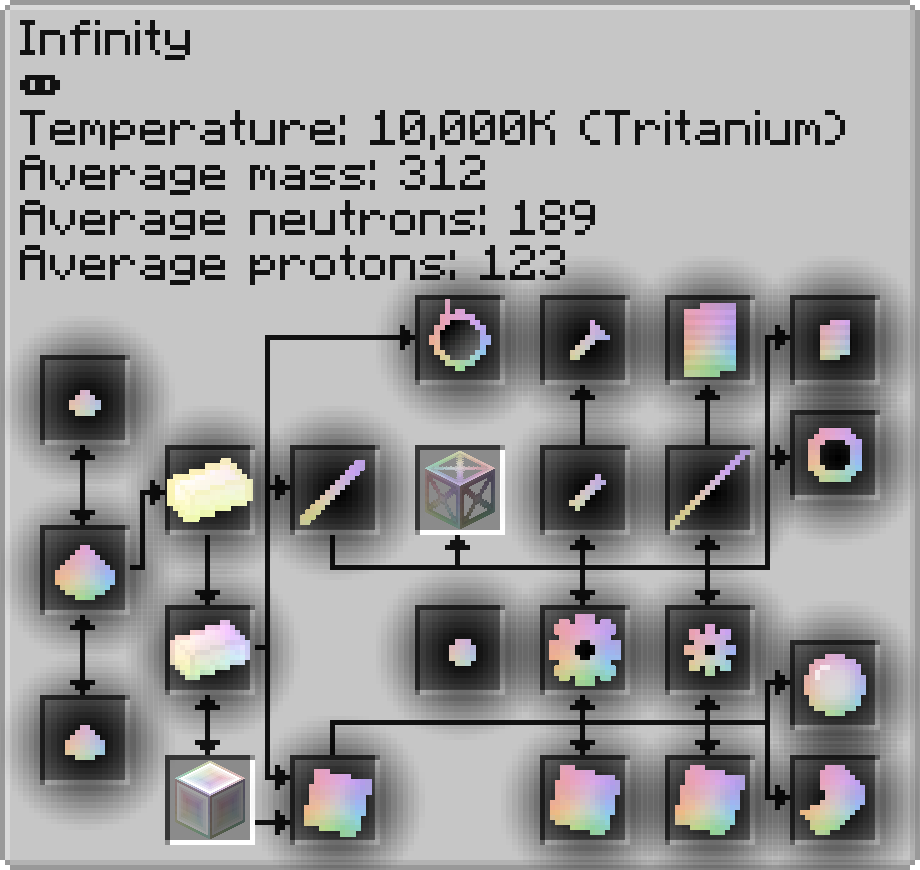 Infinity
∞
Temperature: 10,000K (Tritanium)
Average mass: 312
Average neutrons: 189
Average protons: 123